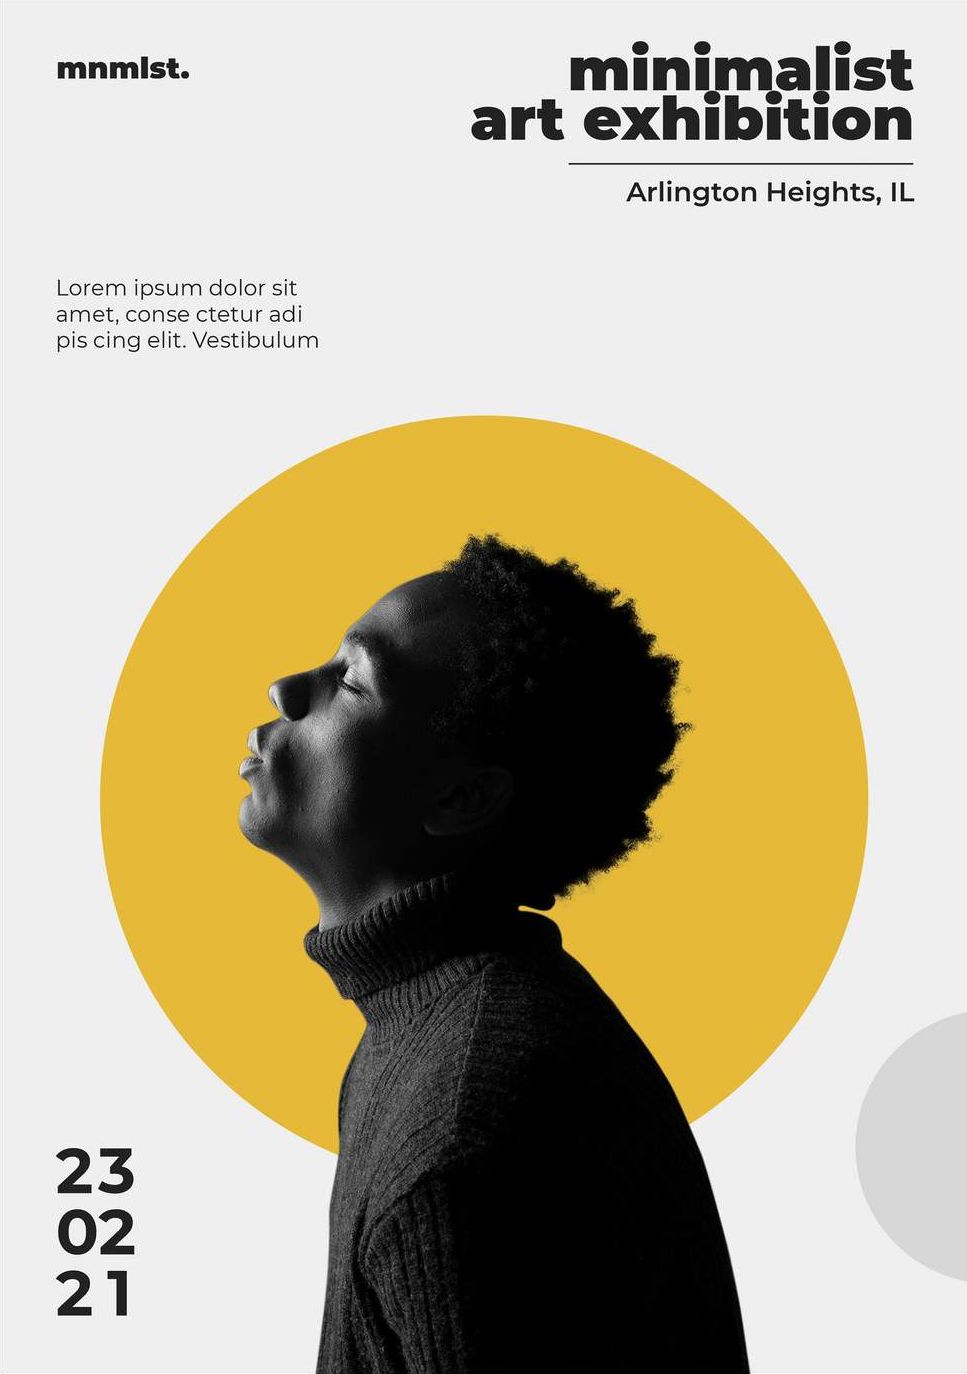 mnmlst.
minimalist
art exhibition
Arlington Heights, IL
Lorem ipsum dolor sit
amet, conse ctetur adi
pis cing elit. Vestibulum
23
02
21